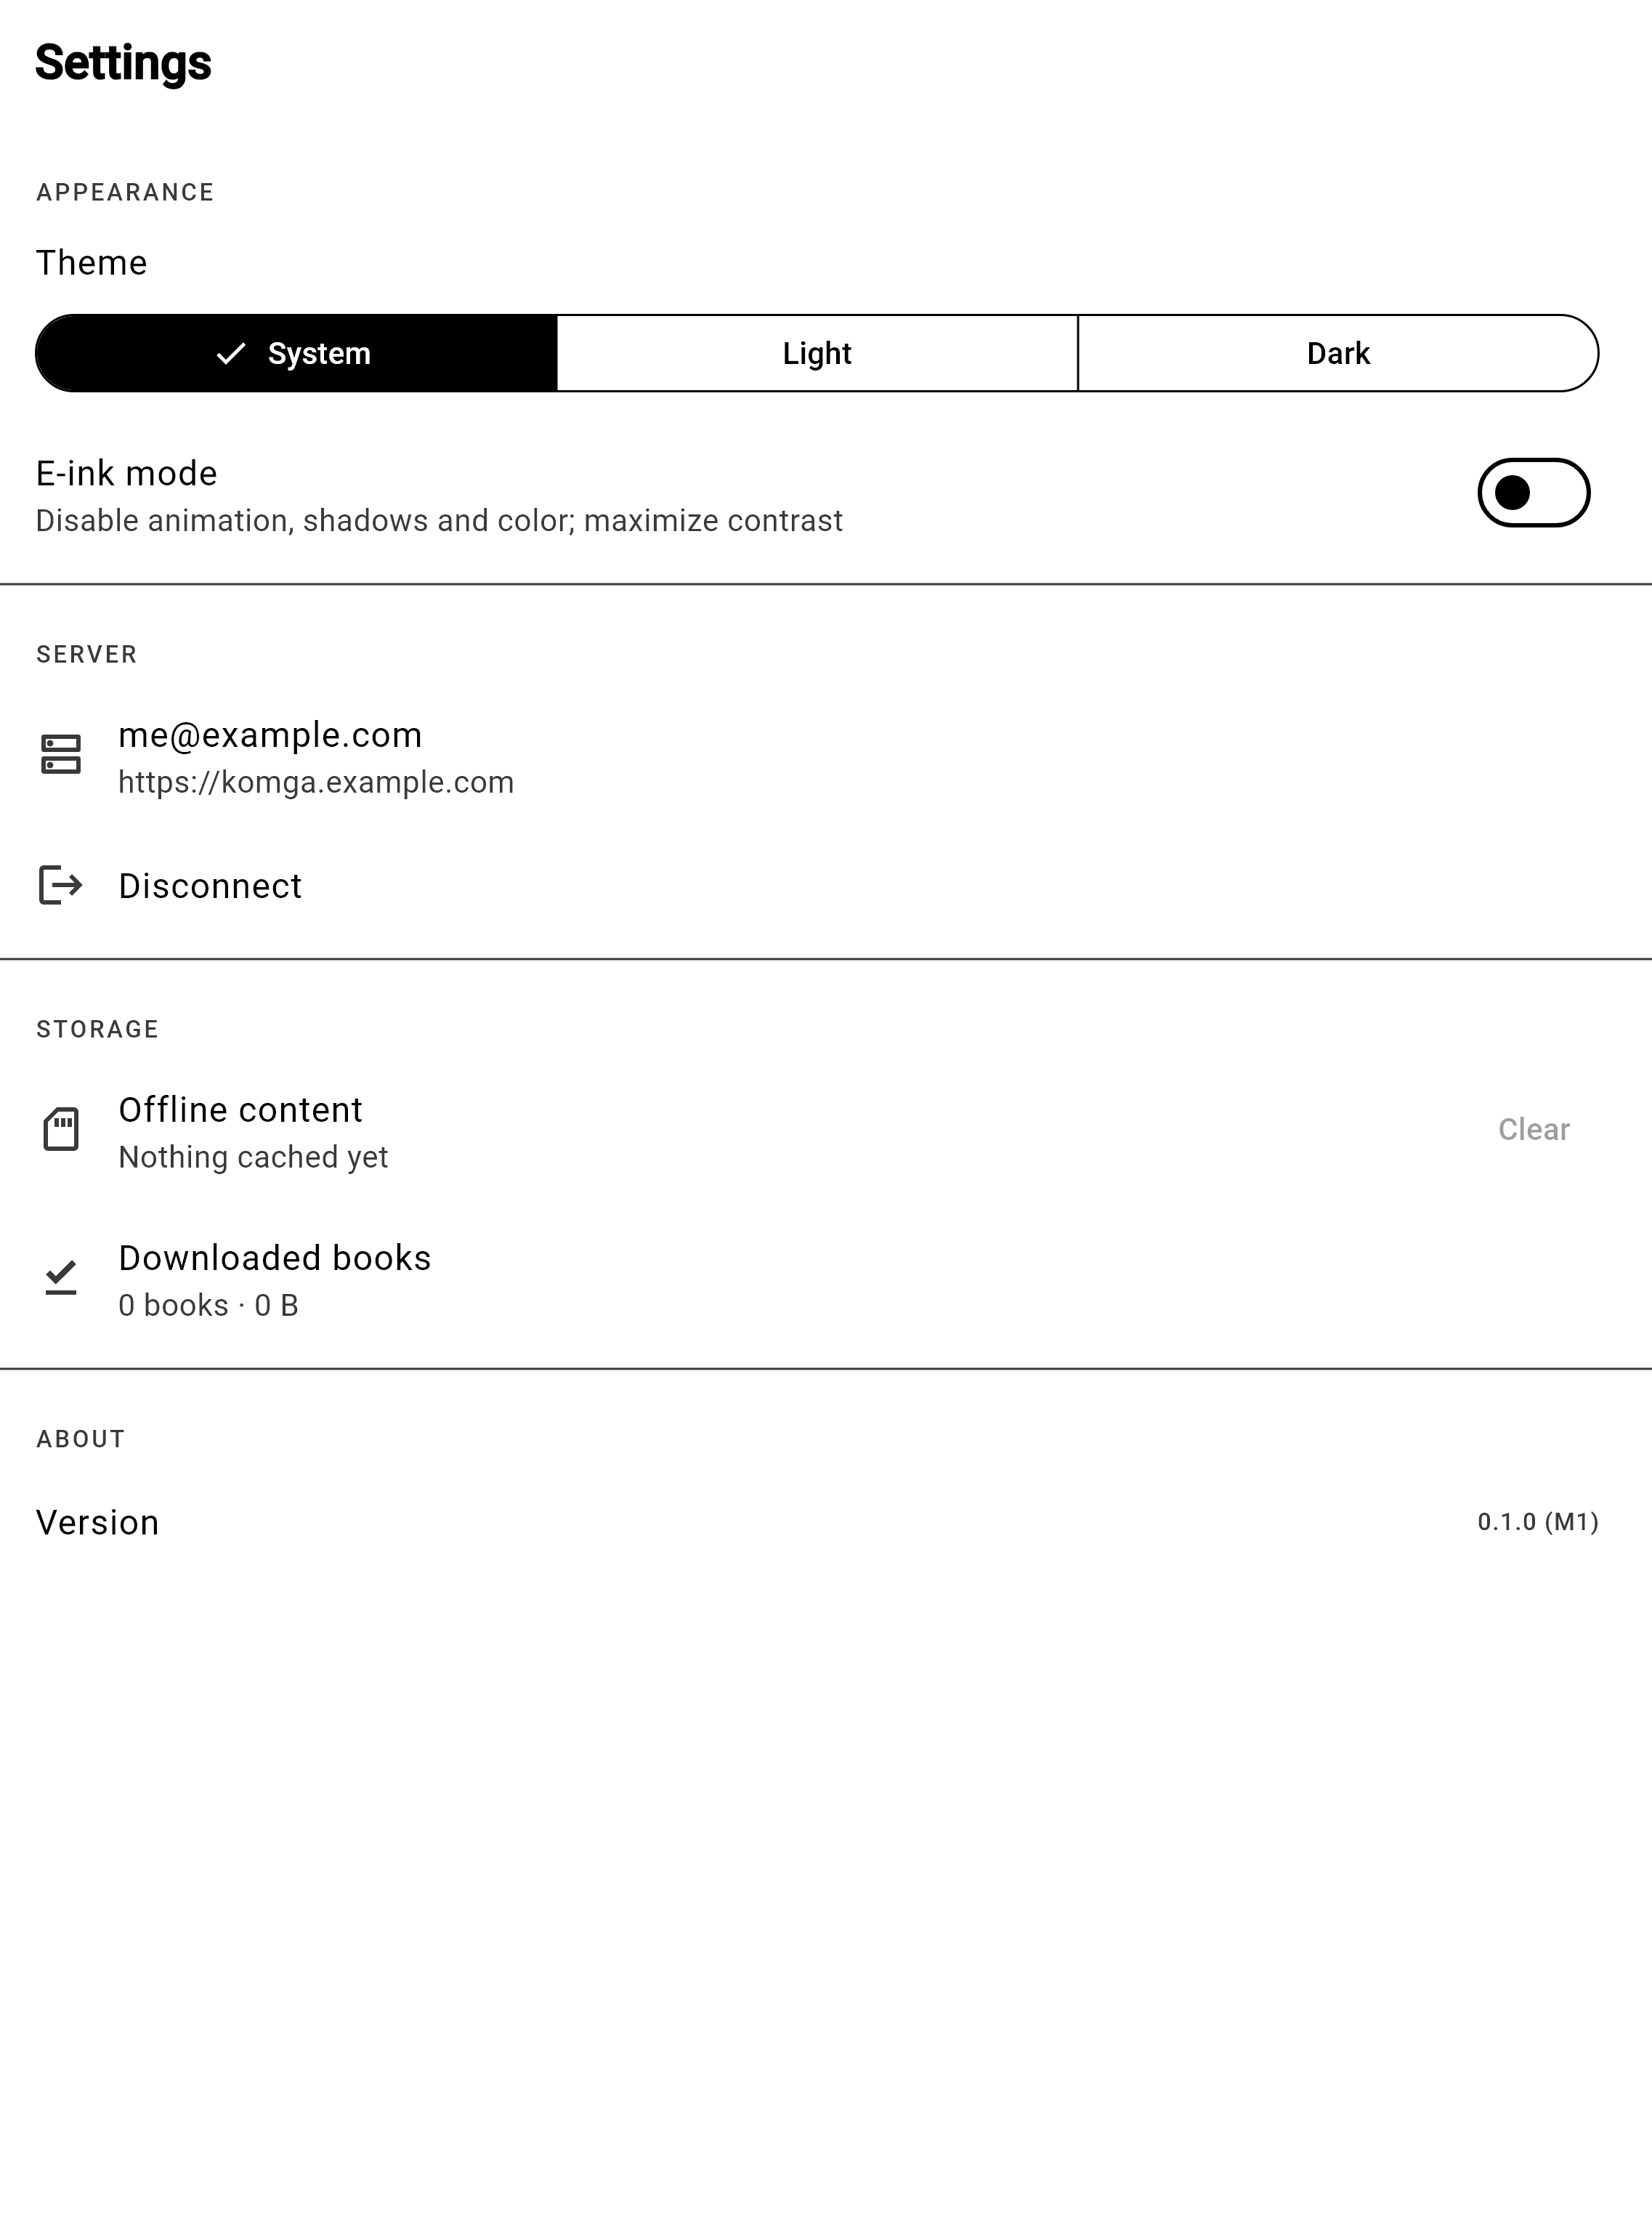 Settings
APPEARANCE
Theme
System
Light
Dark
E-ink mode
Disable animation, shadows and color; maximize contrast
SERVER
me@example.com
https://komga.example.com
Disconnect
STORAGE
Offline content
Nothing cached yet
Clear
Downloaded books
0 books · 0 B
ABOUT
Version
0.1.0 (M1)